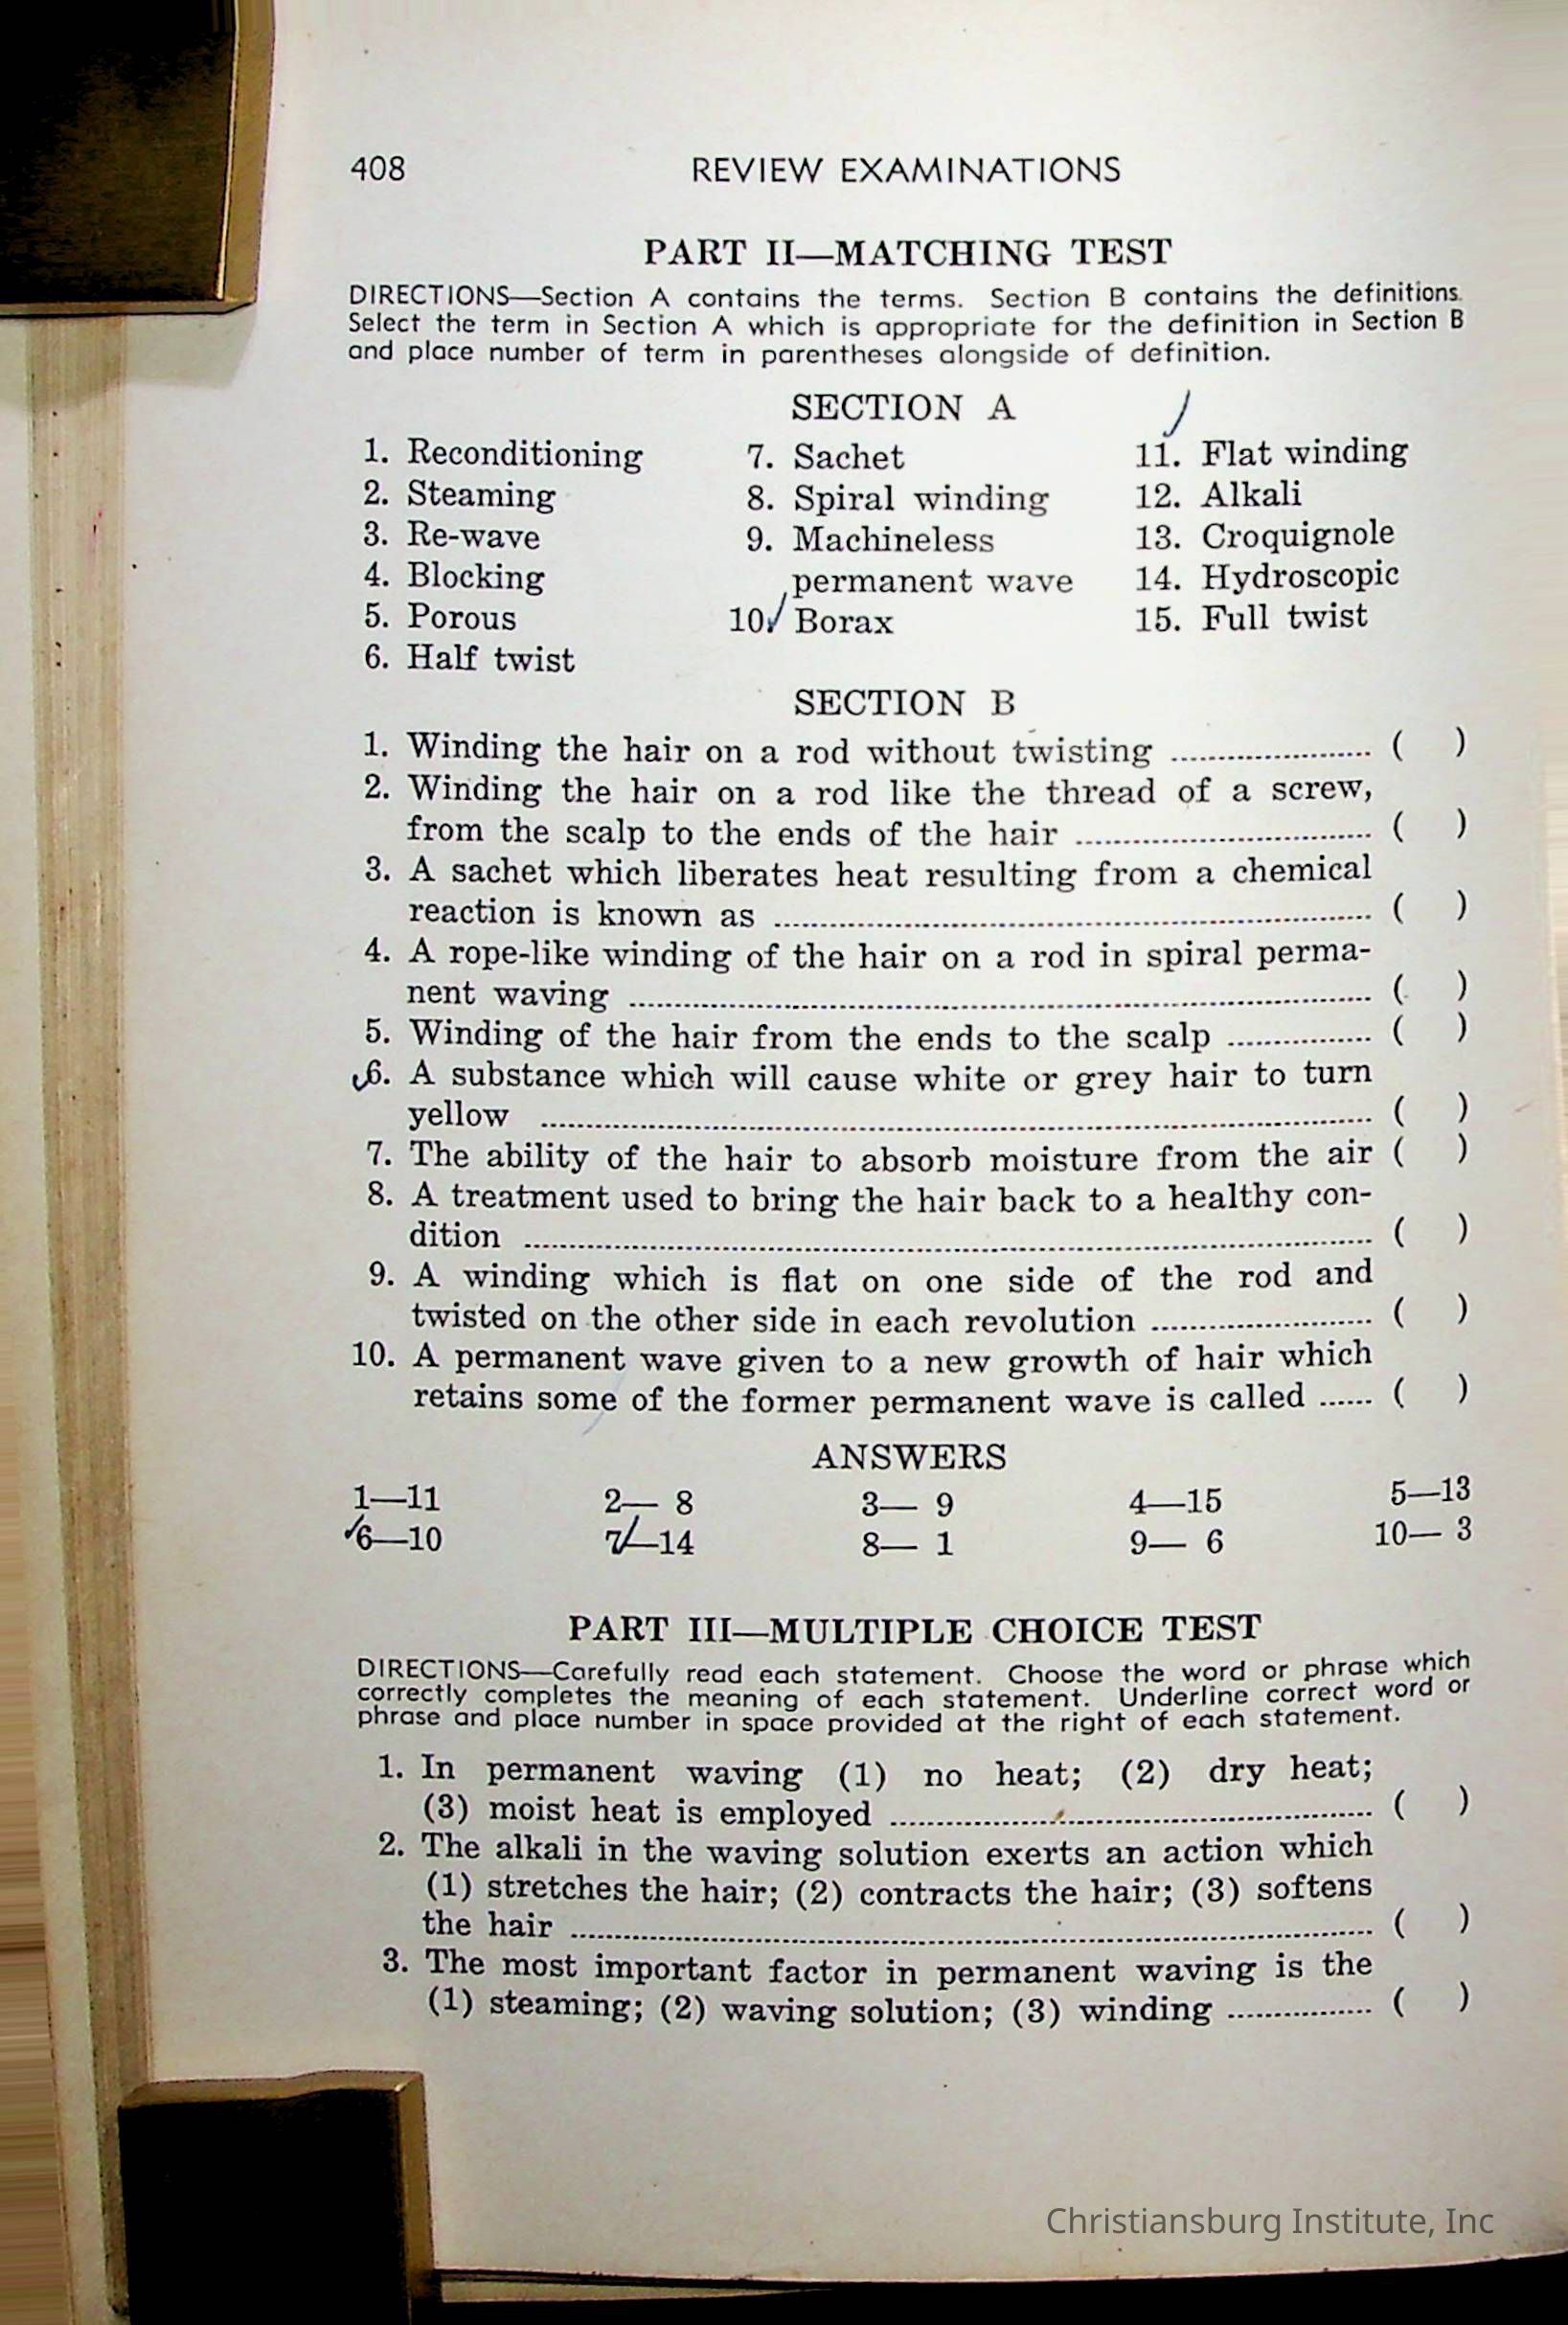 408 REVIEW EXAMINATIONS
PART II—MATCHING TEST
DIRECTIONS—Section A contains the terms. Section B contains the definitions.
Select the term in Section A which is appropriate for the definition in Section B
and place number of term in parentheses alongside of definition.
SECTION A
1. Reconditioning
2. Steaming
3. Re-wave
4. Blocking
5. Porous
6. Half twist
7. Sachet
8. Spiral winding
9. Machineless
permanent wave
10. Borax
11. Flat winding
12. Alkali
13. Croquignole
14. Hydroscopic
15. Full twist
SECTION B
1. Winding the hair on a rod without twisting ..................... ( )
2. Winding the hair on a rod like the thread of a screw,
from the scalp to the ends of the hair ............................... ( )
3. A sachet which liberates heat resulting from a chemical
reaction is known as ................................................................ ( )
4. A rope-like winding of the hair on a rod in spiral perma-
nent waving ................................................................................ ( )
5. Winding of the hair from the ends to the scalp ................ ( )
6. A substance which will cause white or grey hair to turn
yellow .......................................................................................... ( )
7. The ability of the hair to absorb moisture from the air ( )
8. A treatment used to bring the hair back to a healthy con-
dition ............................................................................................ ( )
9. A winding which is flat on one side of the rod and
twisted on the other side in each revolution ....................... ( )
10. A permanent wave given to a new growth of hair which
retains some of the former permanent wave is called ...... ( )
ANSWERS
1—11 2— 8 3— 9 4—15 5—13
6—10 7—14 8— 1 9— 6 10— 3
PART III—MULTIPLE CHOICE TEST
DIRECTIONS—Carefully read each statement. Choose the word or phrase which
correctly completes the meaning of each statement. Underline correct word or
phrase and place number in space provided at the right of each statement.
1. In permanent waving (1) no heat; (2) dry heat;
(3) moist heat is employed .................................................... ( )
2. The alkali in the waving solution exerts an action which
(1) stretches the hair; (2) contracts the hair; (3) softens
the hair ...................................................................................... ( )
3. The most important factor in permanent waving is the
(1) steaming; (2) waving solution; (3) winding ................ ( )
Christiansburg Institute, Inc